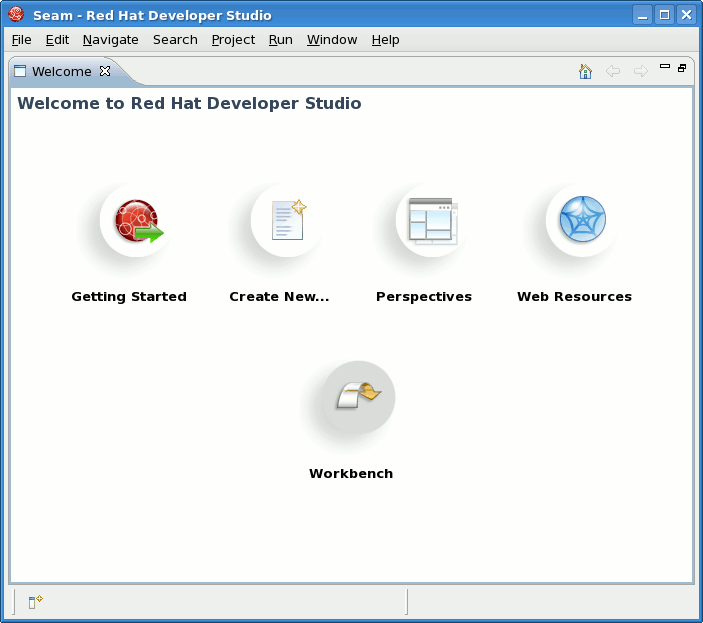 Seam - Red Hat Developer Studio
File Edit Navigate Search Project Run Window Help
Welcome
Welcome to Red Hat Developer Studio
Getting Started Create New... Perspectives Web Resources
Workbench